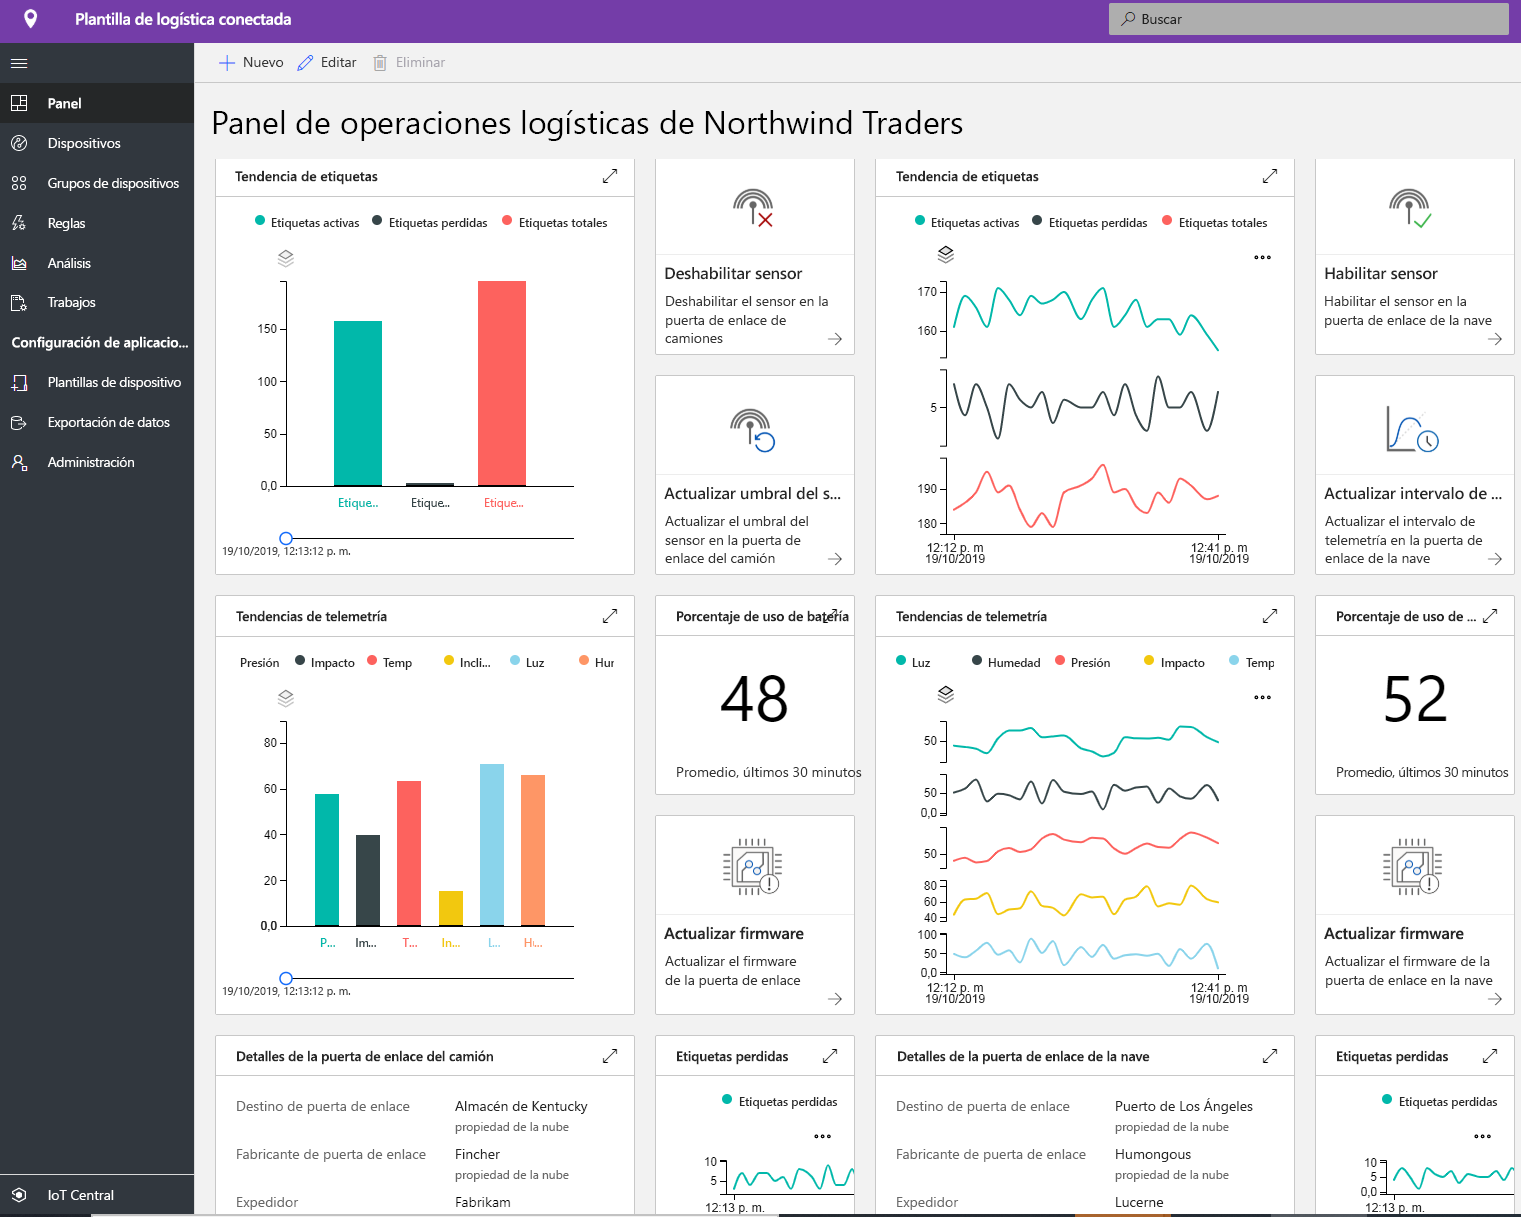 Plantilla de logística conectada
Buscar
Nuevo Editar Eliminar
Panel
Dispositivos
Grupos de dispositivos
Reglas
Análisis
Trabajos
Configuración de aplicacio...
Plantillas de dispositivo
Exportación de datos
Administración
IoT Central
Panel de operaciones logísticas de Northwind Traders
Tendencia de etiquetas
Etiquetas activas Etiquetas perdidas Etiquetas totales
150
100
50
0,0
Etique... Etique... Etique...
19/10/2019, 12:13:12 p. m.
Deshabilitar sensor
Deshabilitar el sensor en la
puerta de enlace de
camiones
Actualizar umbral del s...
Actualizar el umbral del
sensor en la puerta de
enlace del camión
Tendencia de etiquetas
Etiquetas activas Etiquetas perdidas Etiquetas totales
170
160
5
190
180
12:12 p. m 12:41 p. m
19/10/2019 19/10/2019
Habilitar sensor
Habilitar el sensor en la
puerta de enlace de la nave
Actualizar intervalo de ...
Actualizar el intervalo de
telemetría en la puerta de
enlace de la nave
Tendencias de telemetría
Presión Impacto Temp Incli... Luz Hur
80
60
40
20
0,0
P... Im... T... In... L... H...
19/10/2019, 12:13:12 p. m.
Porcentaje de uso de batería
48
Promedio, últimos 30 minutos
Actualizar firmware
Actualizar el firmware
de la puerta de enlace
Tendencias de telemetría
Luz Humedad Presión Impacto Temp
50
50
0,0
50
80
60
40
100
50
0,0
12:12 p. m 12:41 p. m
19/10/2019 19/10/2019
Porcentaje de uso de ...
52
Promedio, últimos 30 minutos
Actualizar firmware
Actualizar el firmware de la
puerta de enlace en la nave
Detalles de la puerta de enlace del camión
Destino de puerta de enlace Almacén de Kentucky
propiedad de la nube
Fabricante de puerta de enlace Fincher
propiedad de la nube
Expedidor Fabrikam
Etiquetas perdidas
Etiquetas perdidas
10
5
12:13 p. m.
Detalles de la puerta de enlace de la nave
Destino de puerta de enlace Puerto de Los Ángeles
propiedad de la nube
Fabricante de puerta de enlace Humongous
propiedad de la nube
Expedidor Lucerne
Etiquetas perdidas
Etiquetas perdidas
10
5
0,0
12:13 p. m.